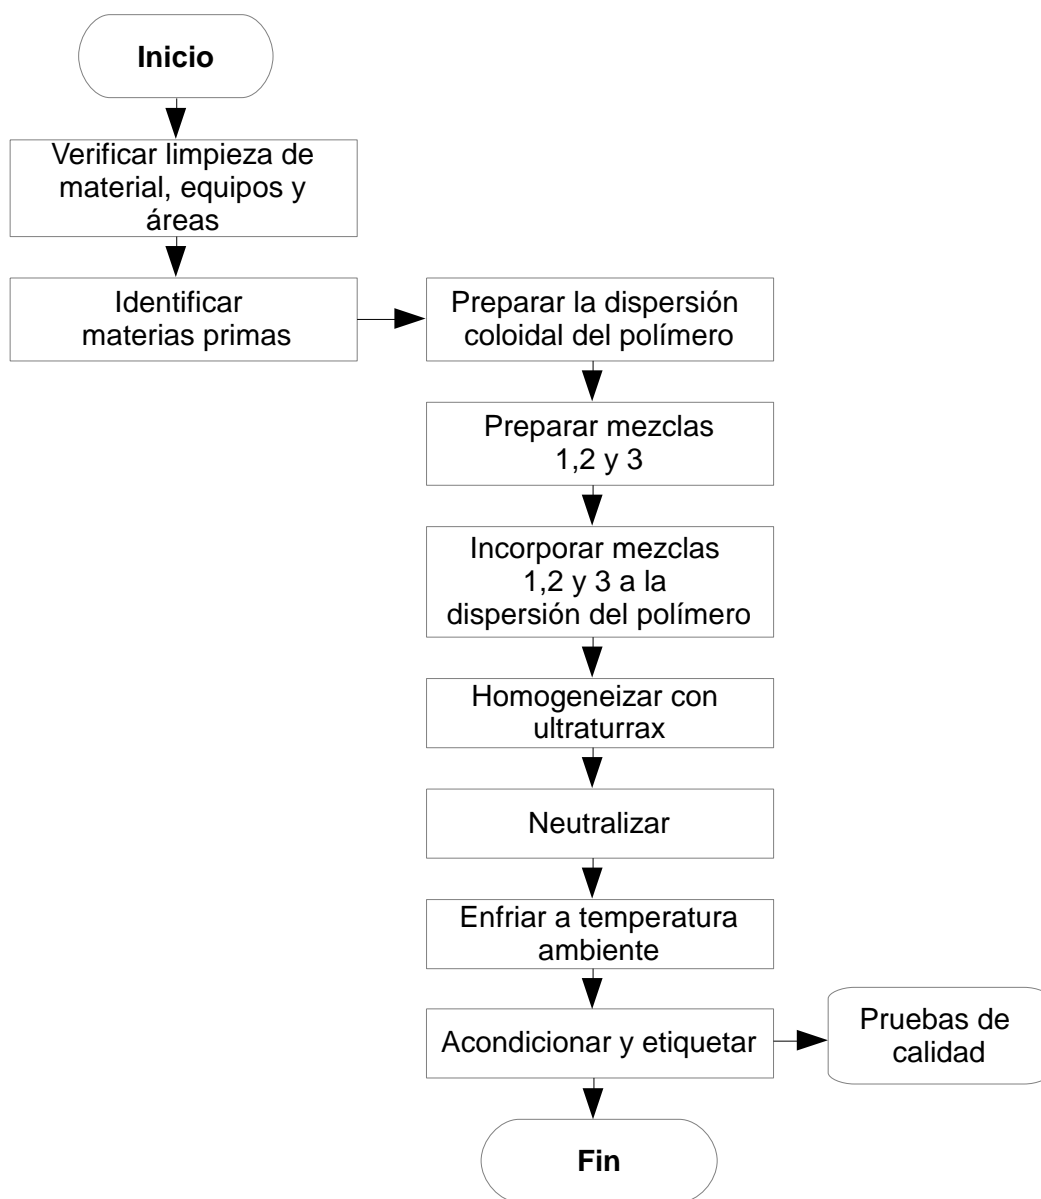 Inicio
Verificar limpieza de
material, equipos y
áreas
Identificar
materias primas
Preparar la dispersión
coloidal del polímero
Preparar mezclas
1,2 y 3
Incorporar mezclas
1,2 y 3 a la
dispersión del polímero
Homogeneizar con
ultraturrax
Neutralizar
Enfriar a temperatura
ambiente
Acondicionar y etiquetar
Pruebas de
calidad
Fin